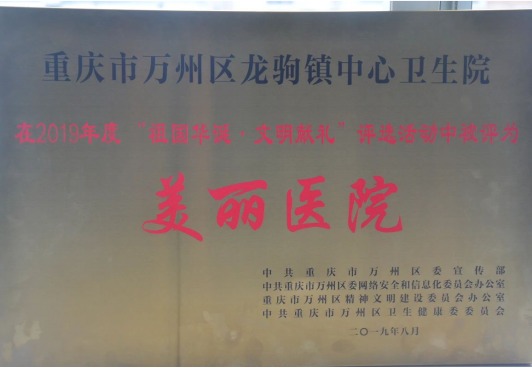 重庆市万州区龙驹镇中心卫生院
在2019年度“祖国华诞·文明献礼”评选活动中被评为
美丽医院
中共重庆市万州区委宣传部
中共重庆市万州区委网络安全和信息化委员会办公室
重庆市万州区精神文明建设委员会办公室
中共重庆市万州区卫生健康委委员会
二〇一九年八月